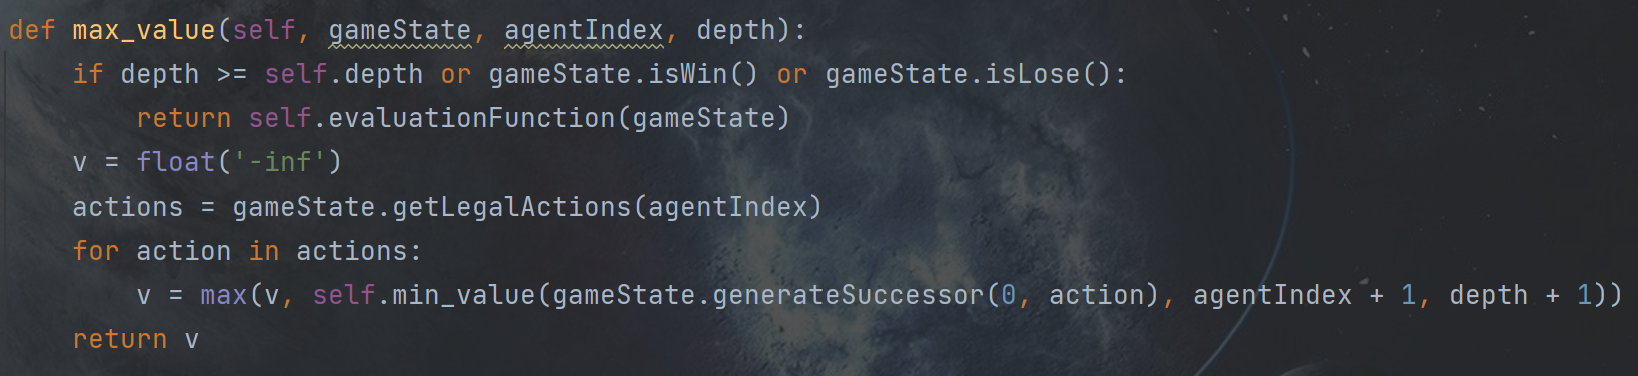 def max_value(self, gameState, agentIndex, depth):
    if depth >= self.depth or gameState.isWin() or gameState.isLose():
        return self.evaluationFunction(gameState)
    v = float('-inf')
    actions = gameState.getLegalActions(agentIndex)
    for action in actions:
        v = max(v, self.min_value(gameState.generateSuccessor(0, action), agentIndex + 1, depth + 1))
    return v